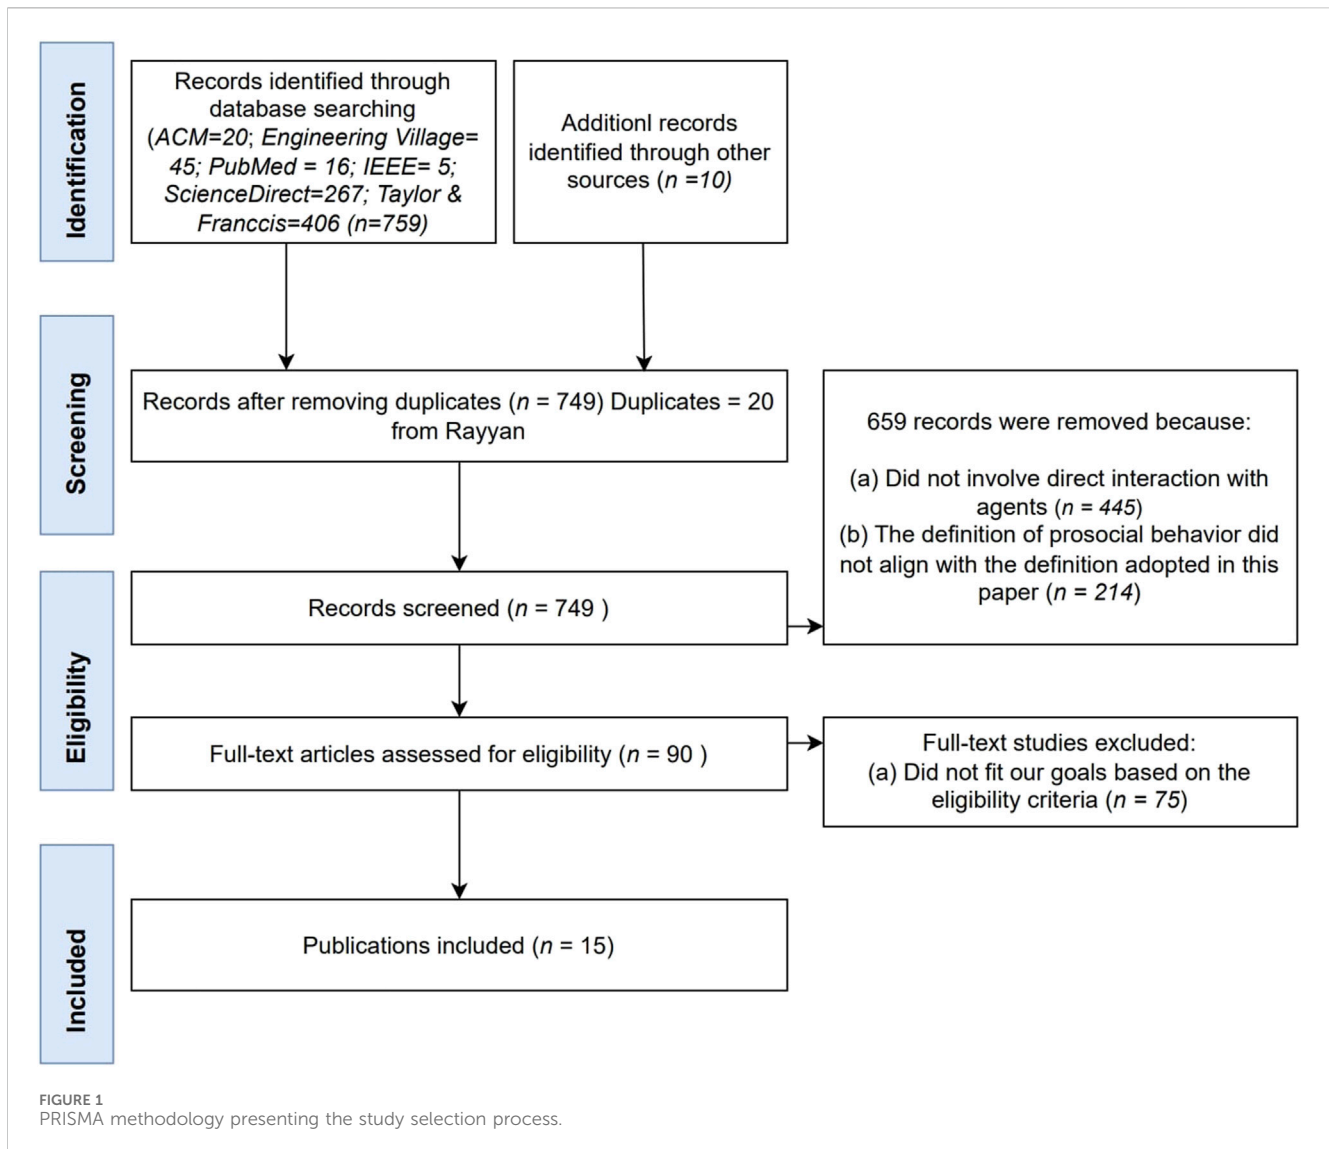 Identification
Records identified through
database searching
(ACM=20; Engineering Village=
45; PubMed = 16; IEEE= 5;
ScienceDirect=267; Taylor &
Franccis=406 (n=759)
Additionl records
identified through other
sources (n =10)
Screening
Records after removing duplicates (n = 749) Duplicates = 20
from Rayyan
659 records were removed because:
(a) Did not involve direct interaction with
agents (n = 445)
(b) The definition of prosocial behavior did
not align with the definition adopted in this
paper (n = 214)
Eligibility
Records screened (n = 749 )
Full-text articles assessed for eligibility (n = 90 )
Full-text studies excluded:
(a) Did not fit our goals based on the
eligibility criteria (n = 75)
Included
Publications included (n = 15)
FIGURE 1
PRISMA methodology presenting the study selection process.